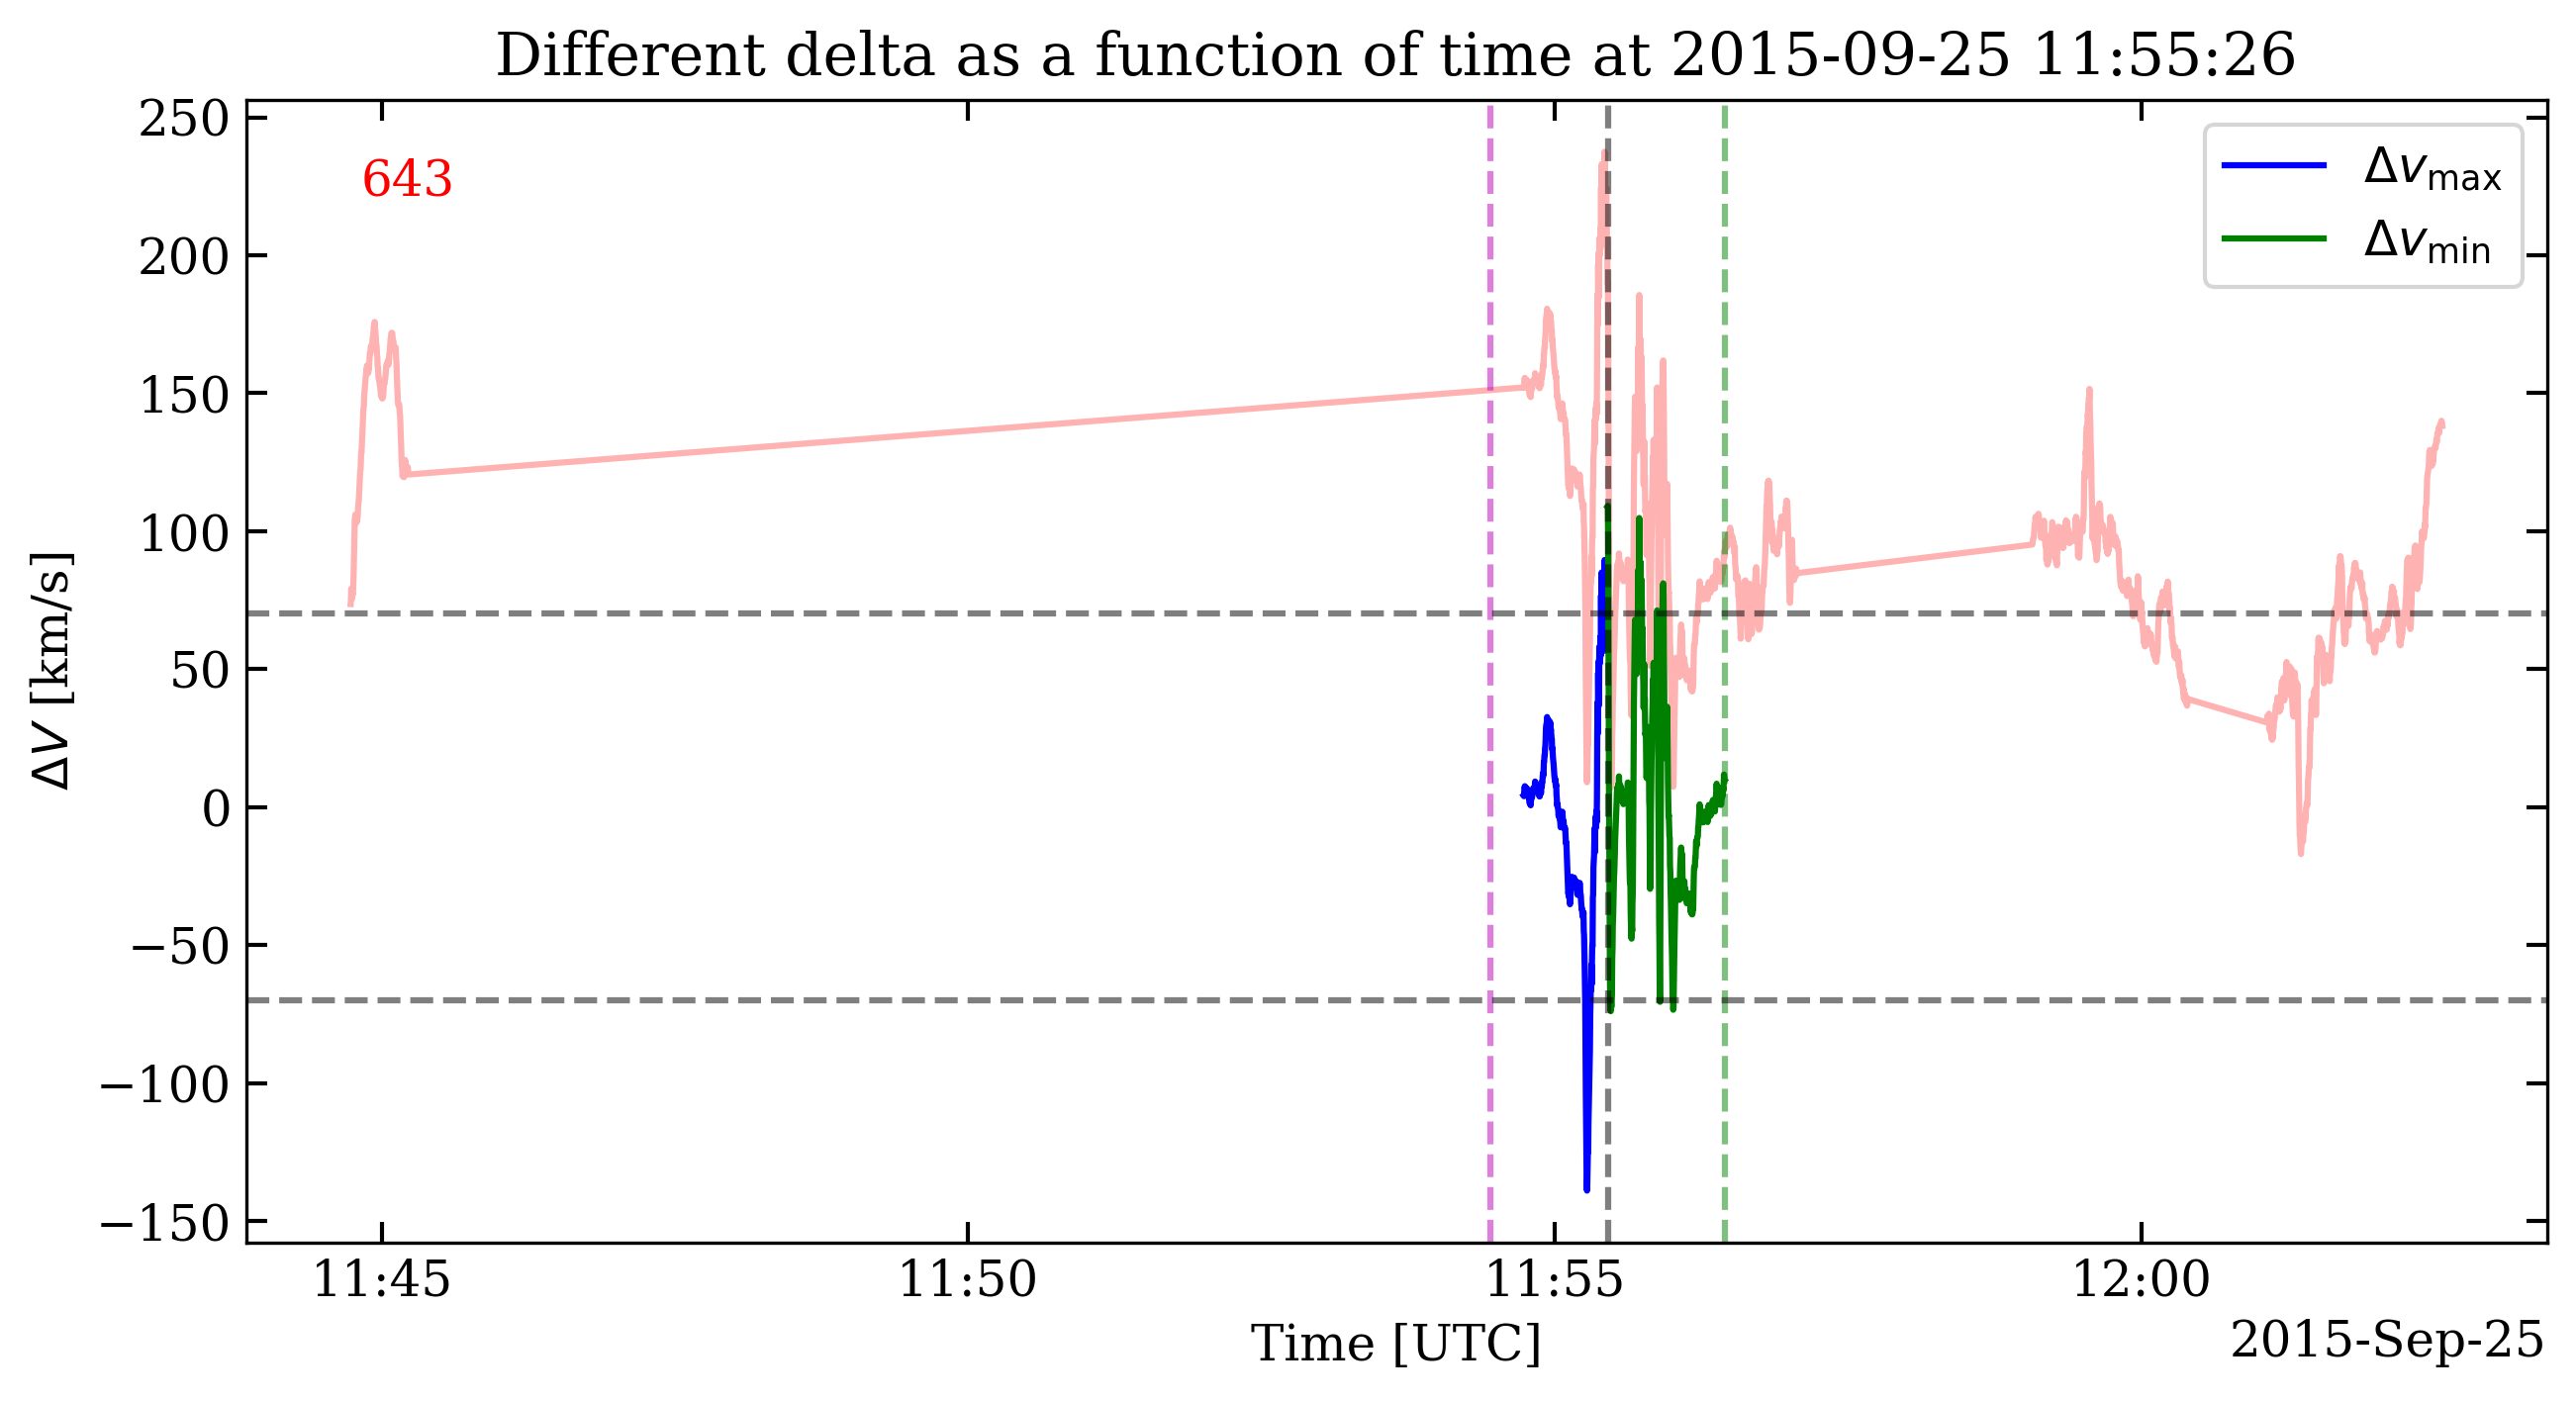 Different delta as a function of time at 2015-09-25 11:55:26
643
Δv_max
Δv_min
ΔV [km/s]
250
200
150
100
50
0
−50
−100
−150
11:45
11:50
11:55
12:00
Time [UTC]
2015-Sep-25